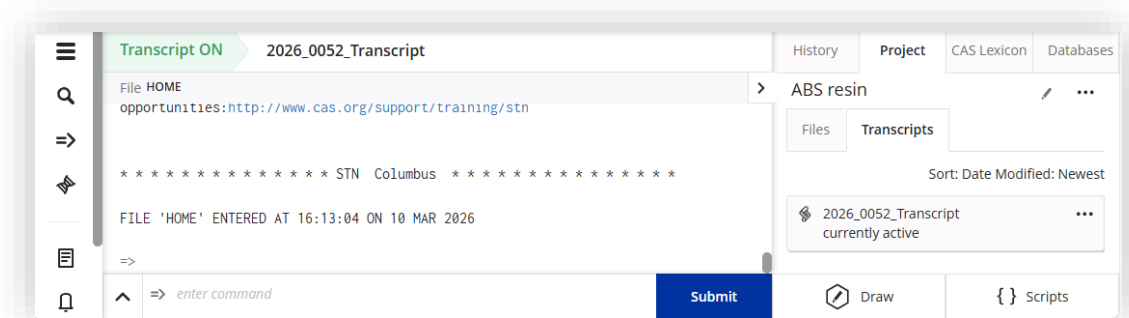 Transcript ON
2026_0052_Transcript
File HOME
opportunities:http://www.cas.org/support/training/stn
* * * * * * * * * * * * * * STN Columbus * * * * * * * * * * * * * * *
FILE 'HOME' ENTERED AT 16:13:04 ON 10 MAR 2026
=>
=> enter command
Submit
History
Project
CAS Lexicon
Databases
ABS resin
Files
Transcripts
Sort: Date Modified: Newest
2026_0052_Transcript
currently active
Draw
{ } Scripts